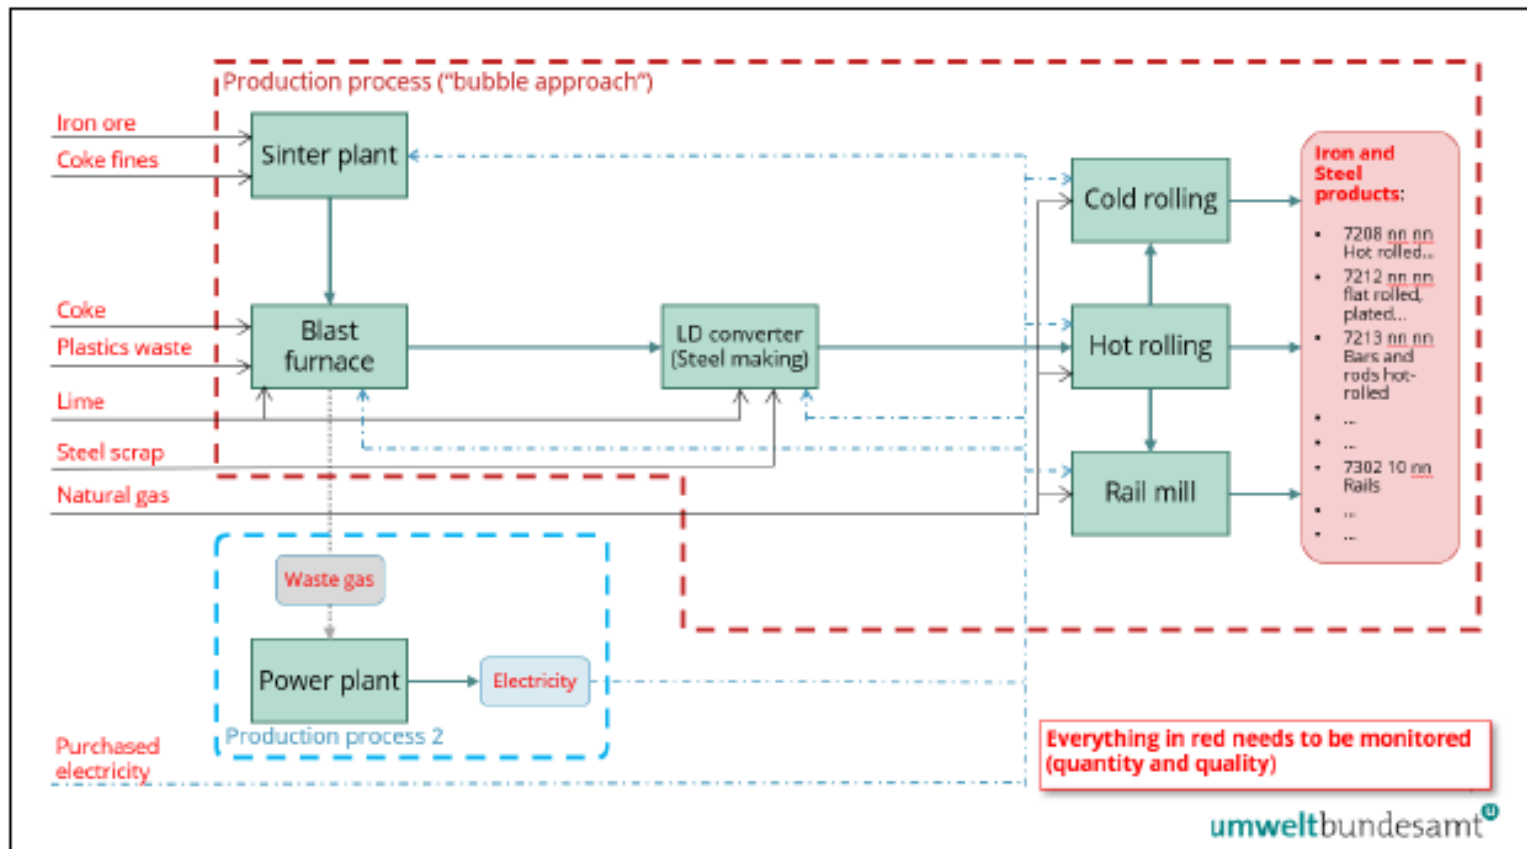 Production process (“bubble approach”)
Iron ore
Coke fines
Sinter plant
Coke
Plastics waste
Lime
Steel scrap
Natural gas
Blast
furnace
LD converter
(Steel making)
Cold rolling
Hot rolling
Rail mill
Iron and
Steel
products:
▪ 7208 nn nn
Hot rolled...
▪ 7212 nn nn
flat rolled,
plated...
▪ 7213 nn nn
Bars and
rods hot-
rolled
▪ ...
▪ ...
▪ 7302 10 nn
Rails
▪ ...
▪ ...
Waste gas
Power plant
Electricity
Production process 2
Purchased
electricity
Everything in red needs to be monitored
(quantity and quality)
umweltbundesamt
u